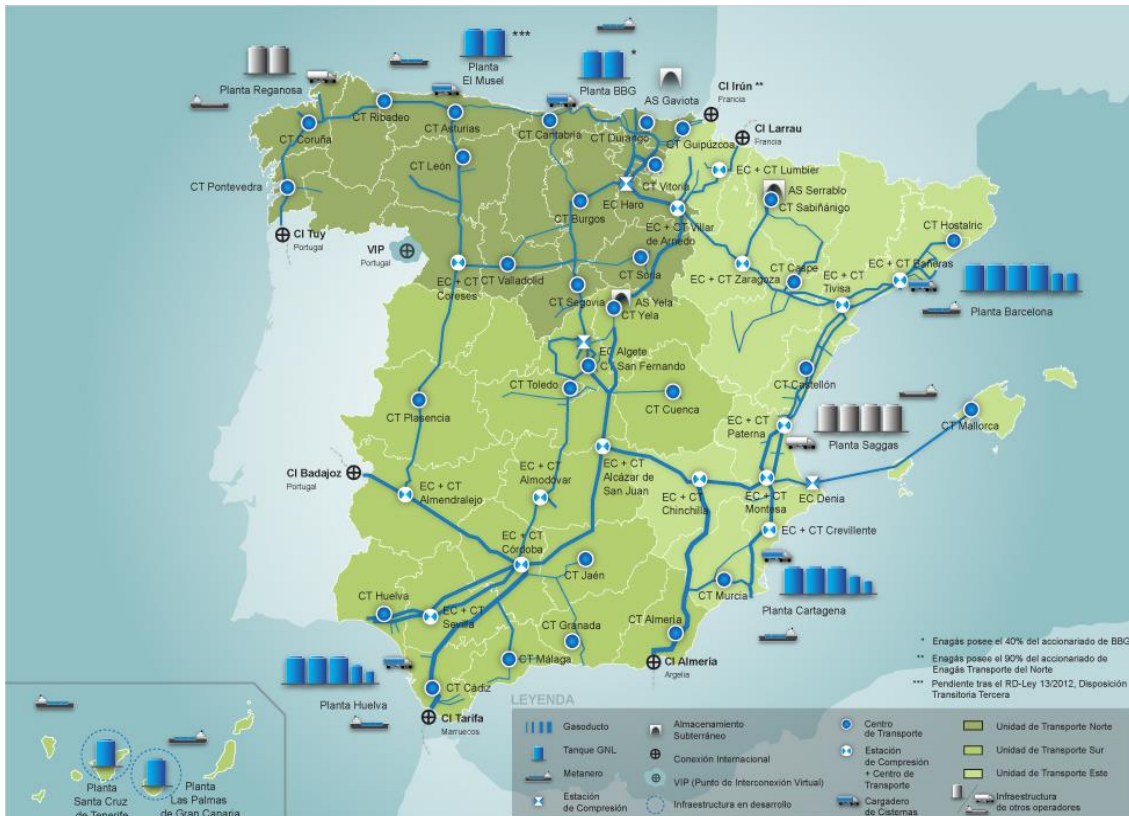 ***
Planta
El Musel
*
Planta BBG
Planta Reganosa
AS Gaviota
CI Irún **
Francia
CI Larrau
Francia
CT Coruña
CT Ribadeo
CT Asturias
CT Cantabria
CT Durango
CT Guipúzcoa
CT León
CT Pontevedra
CT Vitoria
EC Haro
EC + CT Lumbier
AS Serrablo
CT Sabiñánigo
CT Burgos
EC + CT Villar
de Arnedo
CT Hostalric
CI Tuy
Portugal
VIP
Portugal
EC + CT
Coreses
CT Valladolid
CT Soria
EC + CT Zaragoza
CT Caspe
EC + CT
Tivisa
EC + CT Bañeras
Planta Barcelona
CT Segovia
AS Yela
CT Yela
EC Algete
CT San Fernando
CT Toledo
CT Cuenca
CT Castellón
CT Plasencia
EC + CT
Paterna
Planta Saggas
CT Mallorca
CI Badajoz
Portugal
EC + CT
Almendralejo
EC + CT
Almodóvar
EC + CT
Alcázar
de San Juan
EC + CT
Chinchilla
EC + CT
Montesa
EC Denia
EC + CT Crevillente
EC + CT
Córdoba
CT Jaén
CT Murcia
Planta Cartagena
CT Huelva
EC + CT
Sevilla
CT Granada
CT Almería
CT Málaga
CI Almería
Argelia
Planta Huelva
CT Cádiz
CI Tarifa
Marruecos
* Enagás posee el 40% del accionariado de BBG
** Enagás posee el 90% del accionariado de
Enagás Transporte del Norte
*** Pendiente tras el RD-Ley 13/2012, Disposición
Transitoria Tercera
Planta
Santa Cruz
de Tenerife
Planta
Las Palmas
de Gran Canaria
LEYENDA
Gasoducto
Tanque GNL
Metanero
Estación
de Compresión
Almacenamiento
Subterráneo
Conexión Internacional
VIP (Punto de Interconexión Virtual)
Infraestructura en desarrollo
Centro
de Transporte
Estación
de Compresión
+ Centro de
Transporte
Cargadero
de Cisternas
Unidad de Transporte Norte
Unidad de Transporte Sur
Unidad de Transporte Este
Infraestructura
de otros operadores